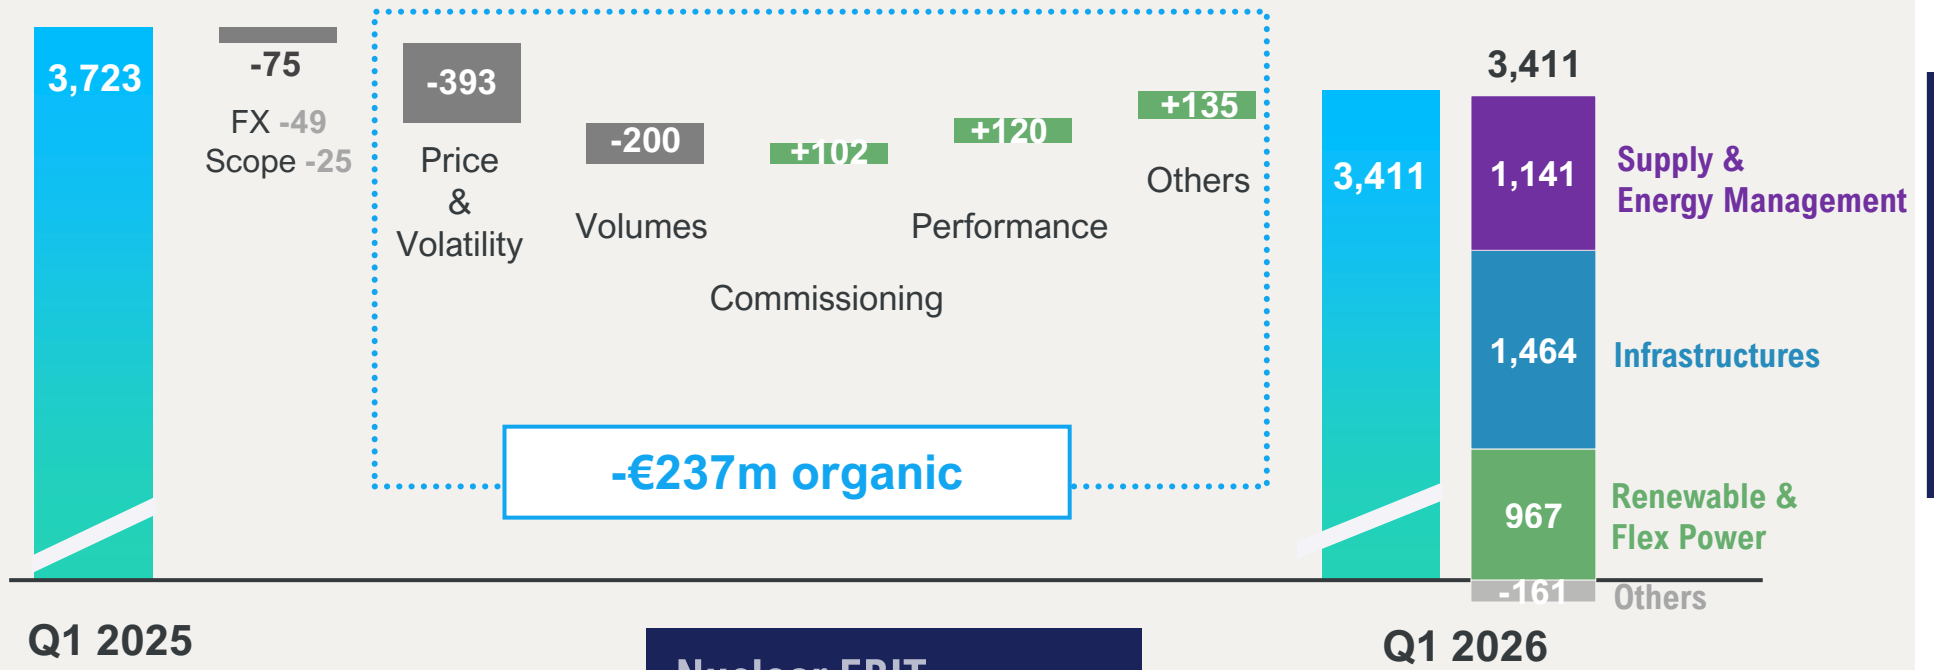 3,723
-75
FX -49
Scope -25
-393
Price
&
Volatility
-200
Volumes
+102
Commissioning
+120
Performance
+135
Others
-€237m organic
3,411
3,411
1,141
Supply &
Energy Management
1,464
Infrastructures
967
Renewable &
Flex Power
-161
Others
Q1 2025
Q1 2026
Nuclear EBIT